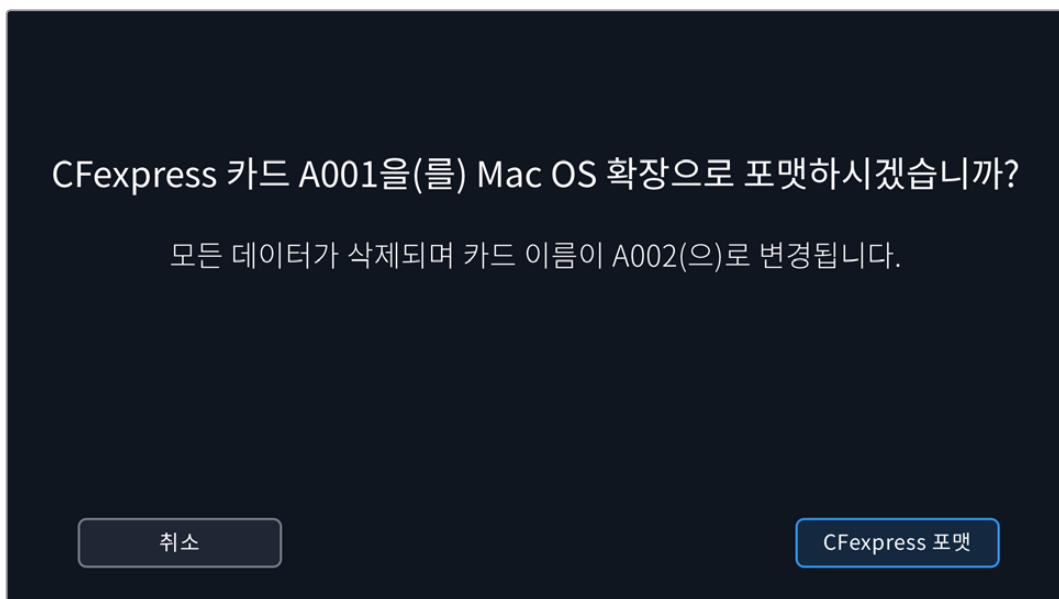 CFexpress 카드 A001을(를) Mac OS 확장으로 포맷하시겠습니까?
모든 데이터가 삭제되며 카드 이름이 A002(으)로 변경됩니다.
취소
CFexpress 포맷